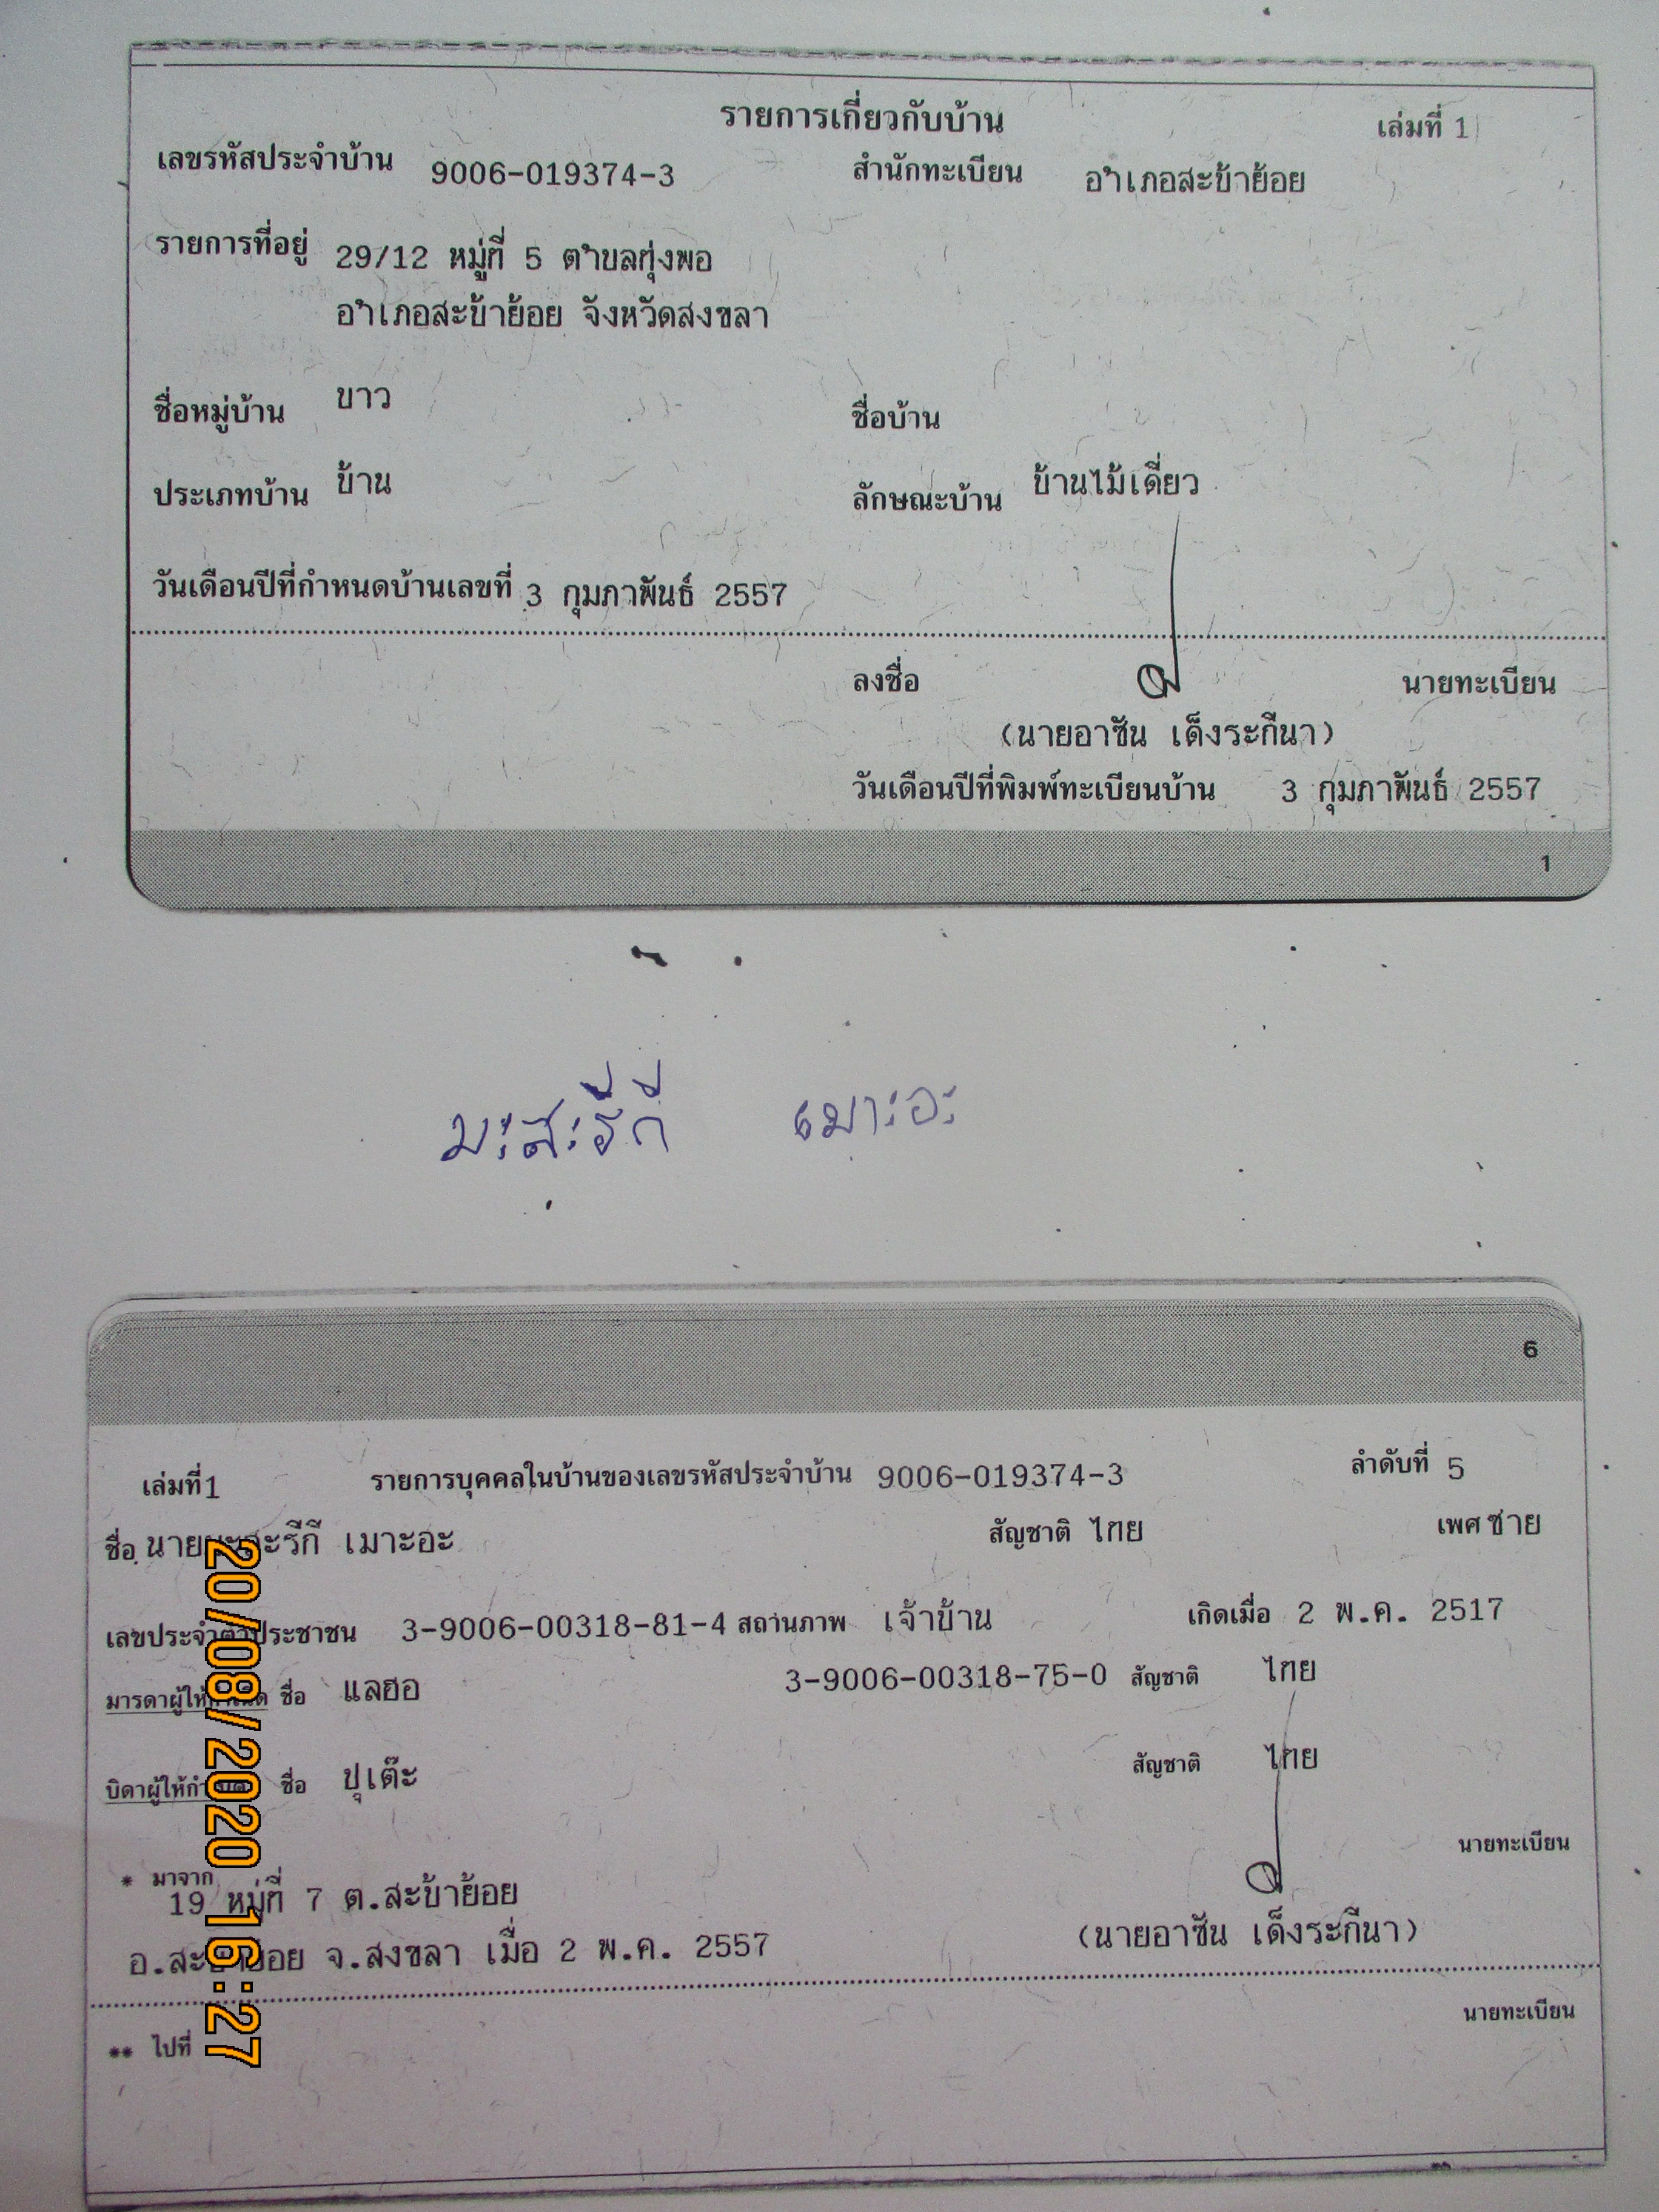 รายการเกี่ยวกับบ้าน เล่มที่ 1
เลขรหัสประจำบ้าน 9006-019374-3 สำนักทะเบียน อำเภอสะบ้าย้อย
รายการที่อยู่ 29/12 หมู่ที่ 5 ตำบลทุ่งพอ
อำเภอสะบ้าย้อย จังหวัดสงขลา
ชื่อหมู่บ้าน ขาว ชื่อบ้าน
ประเภทบ้าน บ้าน ลักษณะบ้าน บ้านไม้เดี่ยว
วันเดือนปีที่กำหนดบ้านเลขที่ 3 กุมภาพันธ์ 2557
ลงชื่อ นายทะเบียน
(นายอาซัน เด็งระกีนา)
วันเดือนปีที่พิมพ์ทะเบียนบ้าน 3 กุมภาพันธ์ 2557
1
มะสะรีกี เมาะอะ
6
เล่มที่ 1 รายการบุคคลในบ้านของเลขรหัสประจำบ้าน 9006-019374-3 ลำดับที่ 5
ชื่อ นายมะสะรีกี เมาะอะ สัญชาติ ไทย เพศ ชาย
เลขประจำตัวประชาชน 3-9006-00318-81-4 สถานภาพ เจ้าบ้าน เกิดเมื่อ 2 พ.ค. 2517
มารดาผู้ให้กำเนิด ชื่อ แลฮอ 3-9006-00318-75-0 สัญชาติ ไทย
บิดาผู้ให้กำเนิด ชื่อ ปุเต๊ะ สัญชาติ ไทย
นายทะเบียน
* มาจาก
19 หมู่ที่ 7 ต.สะบ้าย้อย
อ.สะบ้าย้อย จ.สงขลา เมื่อ 2 พ.ค. 2557 (นายอาซัน เด็งระกีนา)
นายทะเบียน
** ไปที่
20/08/2020 16:27